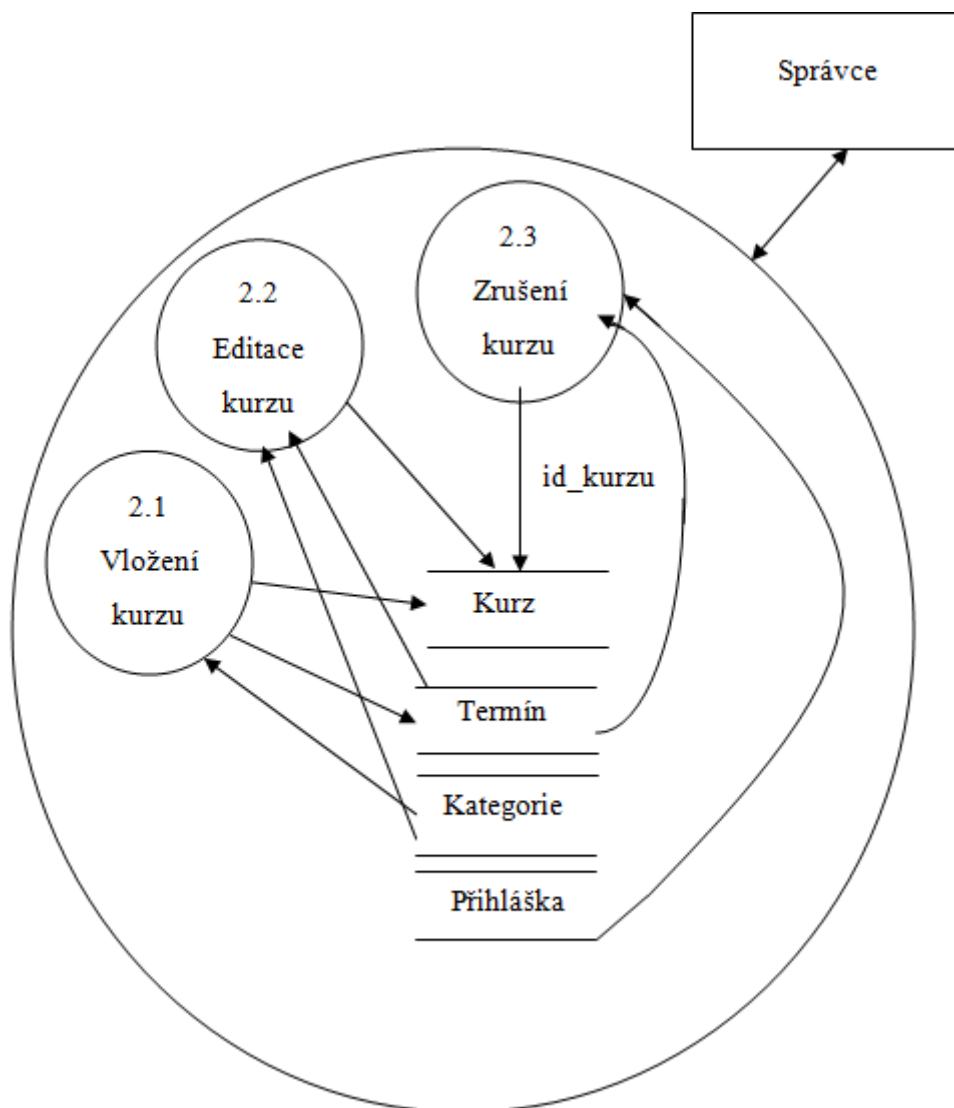 Správce
2.3
Zrušení
kurzu
2.2
Editace
kurzu
id_kurzu
2.1
Vložení
kurzu
Kurz
Termín
Kategorie
Přihláška